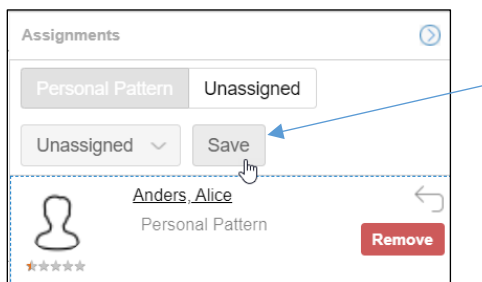 Assignments
Personal Pattern Unassigned
Unassigned Save
Anders, Alice
Personal Pattern
Remove